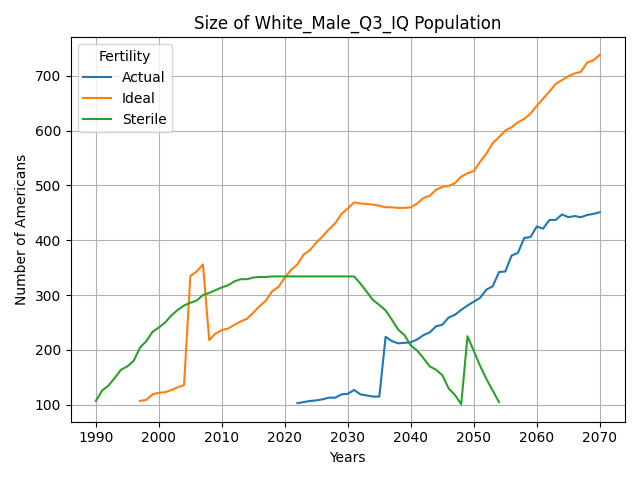 Size of White_Male_Q3_IQ Population
Fertility
Actual
Ideal
Sterile
Number of Americans
700
600
500
400
300
200
100
1990 2000 2010 2020 2030 2040 2050 2060 2070
Years